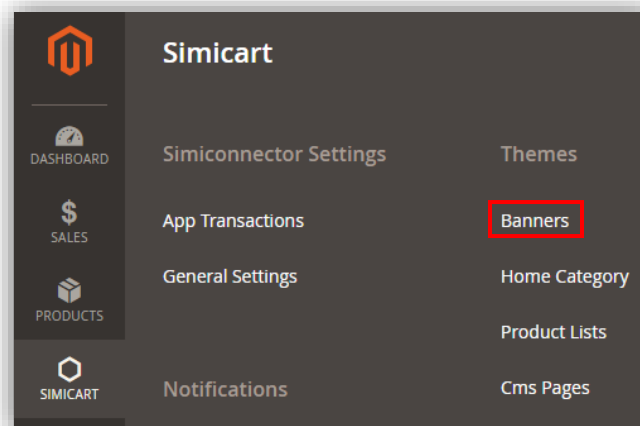 Simicart
DASHBOARD
SALES
PRODUCTS
SIMICART
Simiconnector Settings
App Transactions
General Settings
Notifications
Themes
Banners
Home Category
Product Lists
Cms Pages